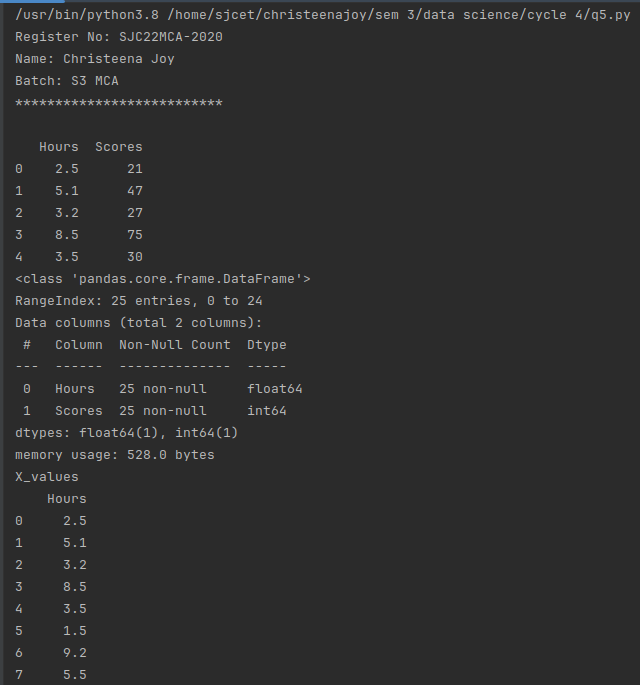 /usr/bin/python3.8 /home/sjcet/christeenajoy/sem 3/data science/cycle 4/q5.py
Register No: SJC22MCA-2020
Name: Christeena Joy
Batch: S3 MCA
**************************
   Hours  Scores
0    2.5      21
1    5.1      47
2    3.2      27
3    8.5      75
4    3.5      30
<class 'pandas.core.frame.DataFrame'>
RangeIndex: 25 entries, 0 to 24
Data columns (total 2 columns):
 #   Column  Non-Null Count  Dtype
---  ------  --------------  -----
 0   Hours   25 non-null     float64
 1   Scores  25 non-null     int64
dtypes: float64(1), int64(1)
memory usage: 528.0 bytes
X_values
    Hours
0     2.5
1     5.1
2     3.2
3     8.5
4     3.5
5     1.5
6     9.2
7     5.5